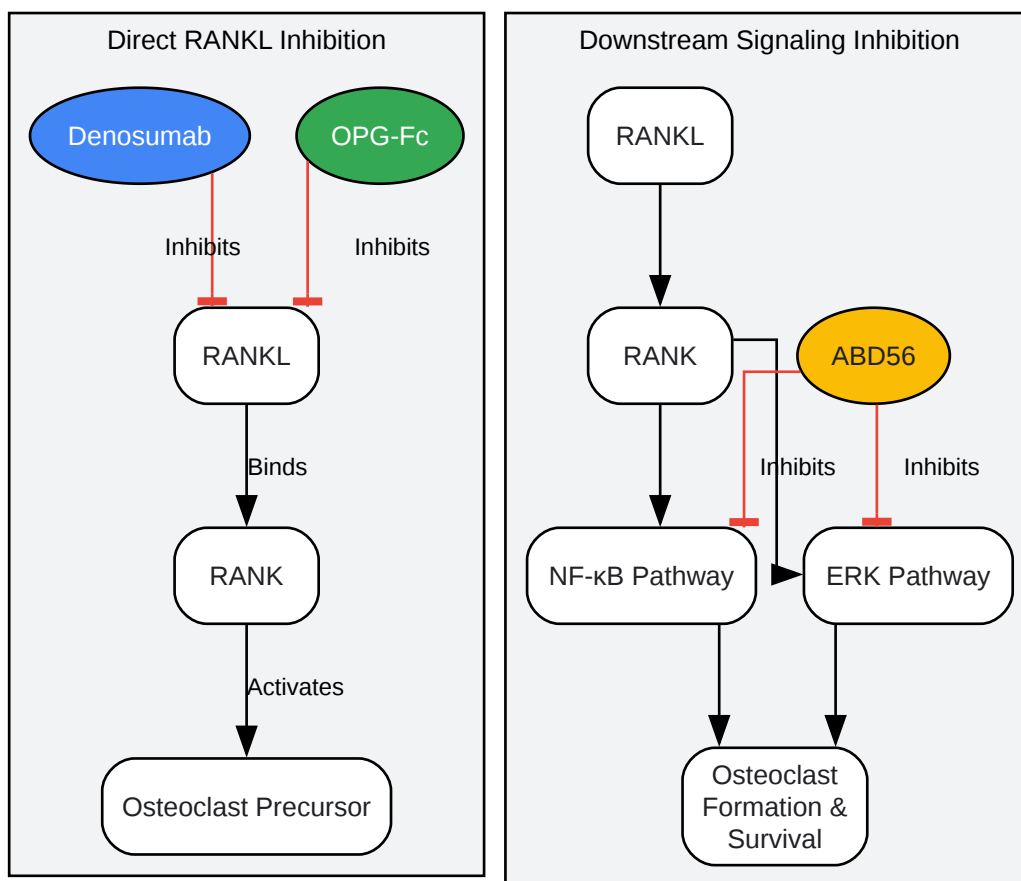 Direct RANKL Inhibition
Denosumab
OPG-Fc
Inhibits
Inhibits
RANKL
Binds
RANK
Activates
Osteoclast Precursor
Downstream Signaling Inhibition
RANKL
RANK
ABD56
Inhibits
Inhibits
NF-κB Pathway
ERK Pathway
Osteoclast
Formation &
Survival